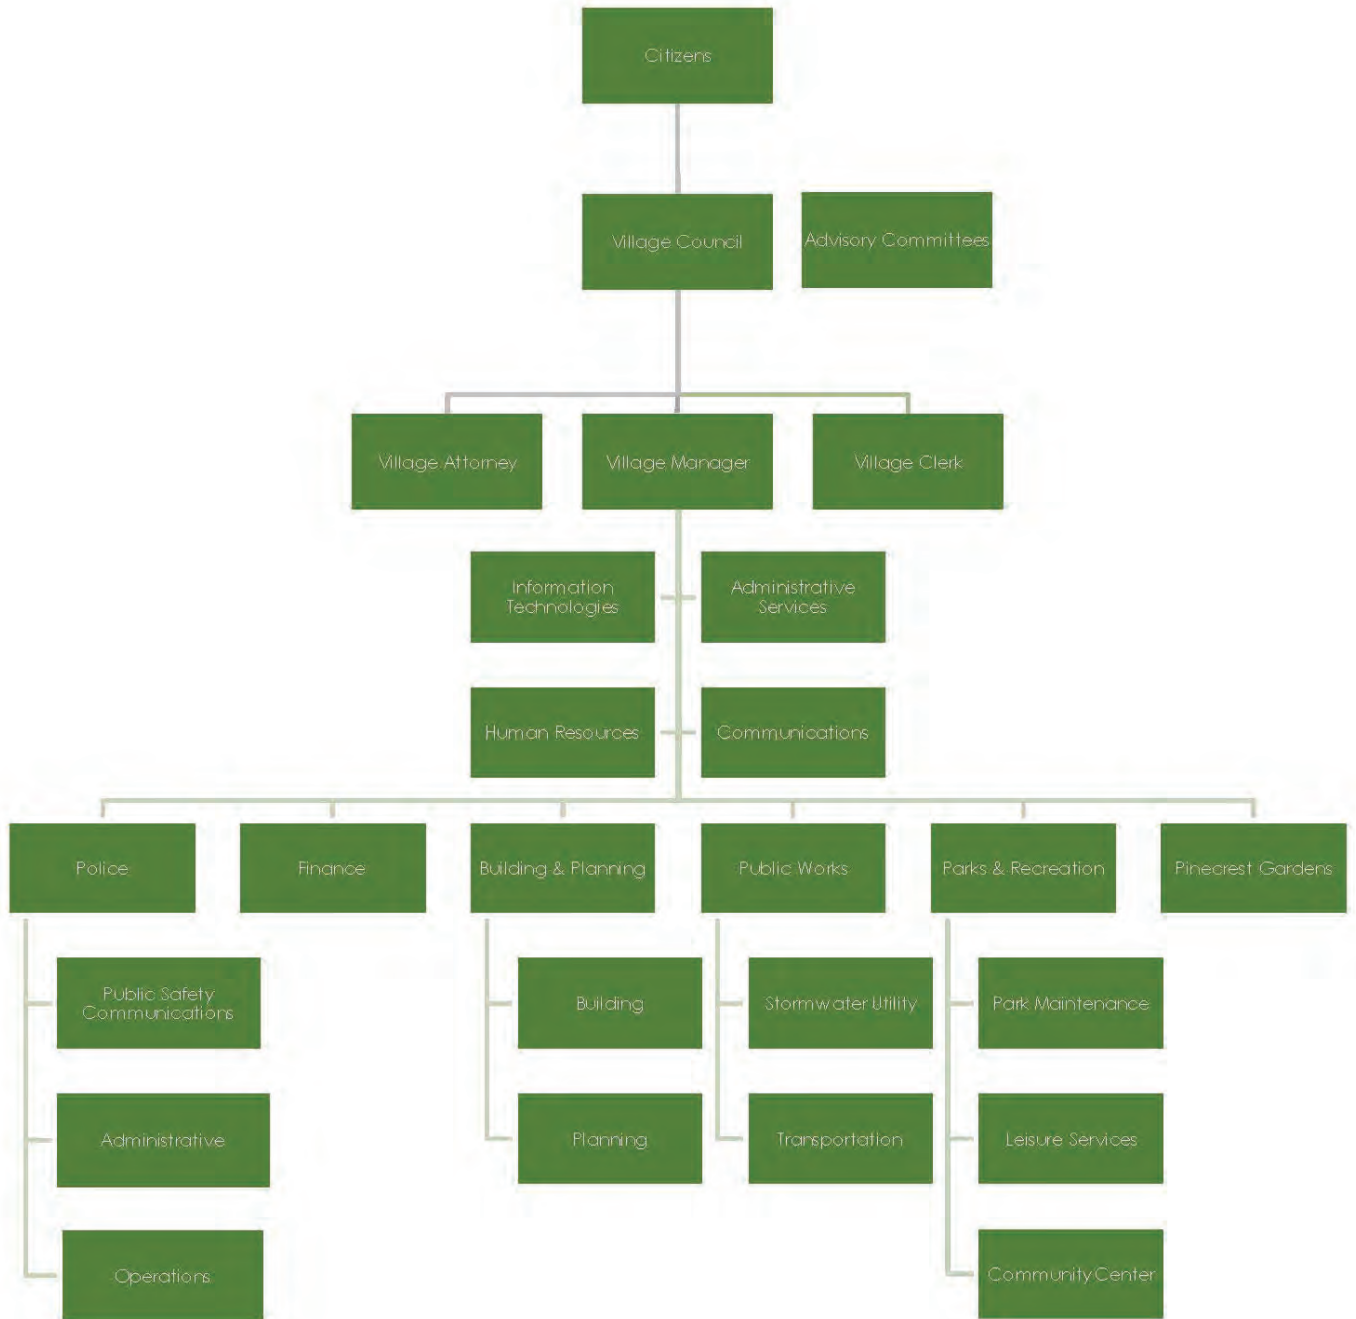 Citizens
Village Council
Advisory Committees
Village Attorney
Village Manager
Village Clerk
Information
Technologies
Administrative
Services
Human Resources
Communications
Police
Finance
Building & Planning
Public Works
Parks & Recreation
Pinecrest Gardens
Public Safety
Communications
Building
Stormwater Utility
Park Maintenance
Administrative
Planning
Transportation
Leisure Services
Operations
Community Center